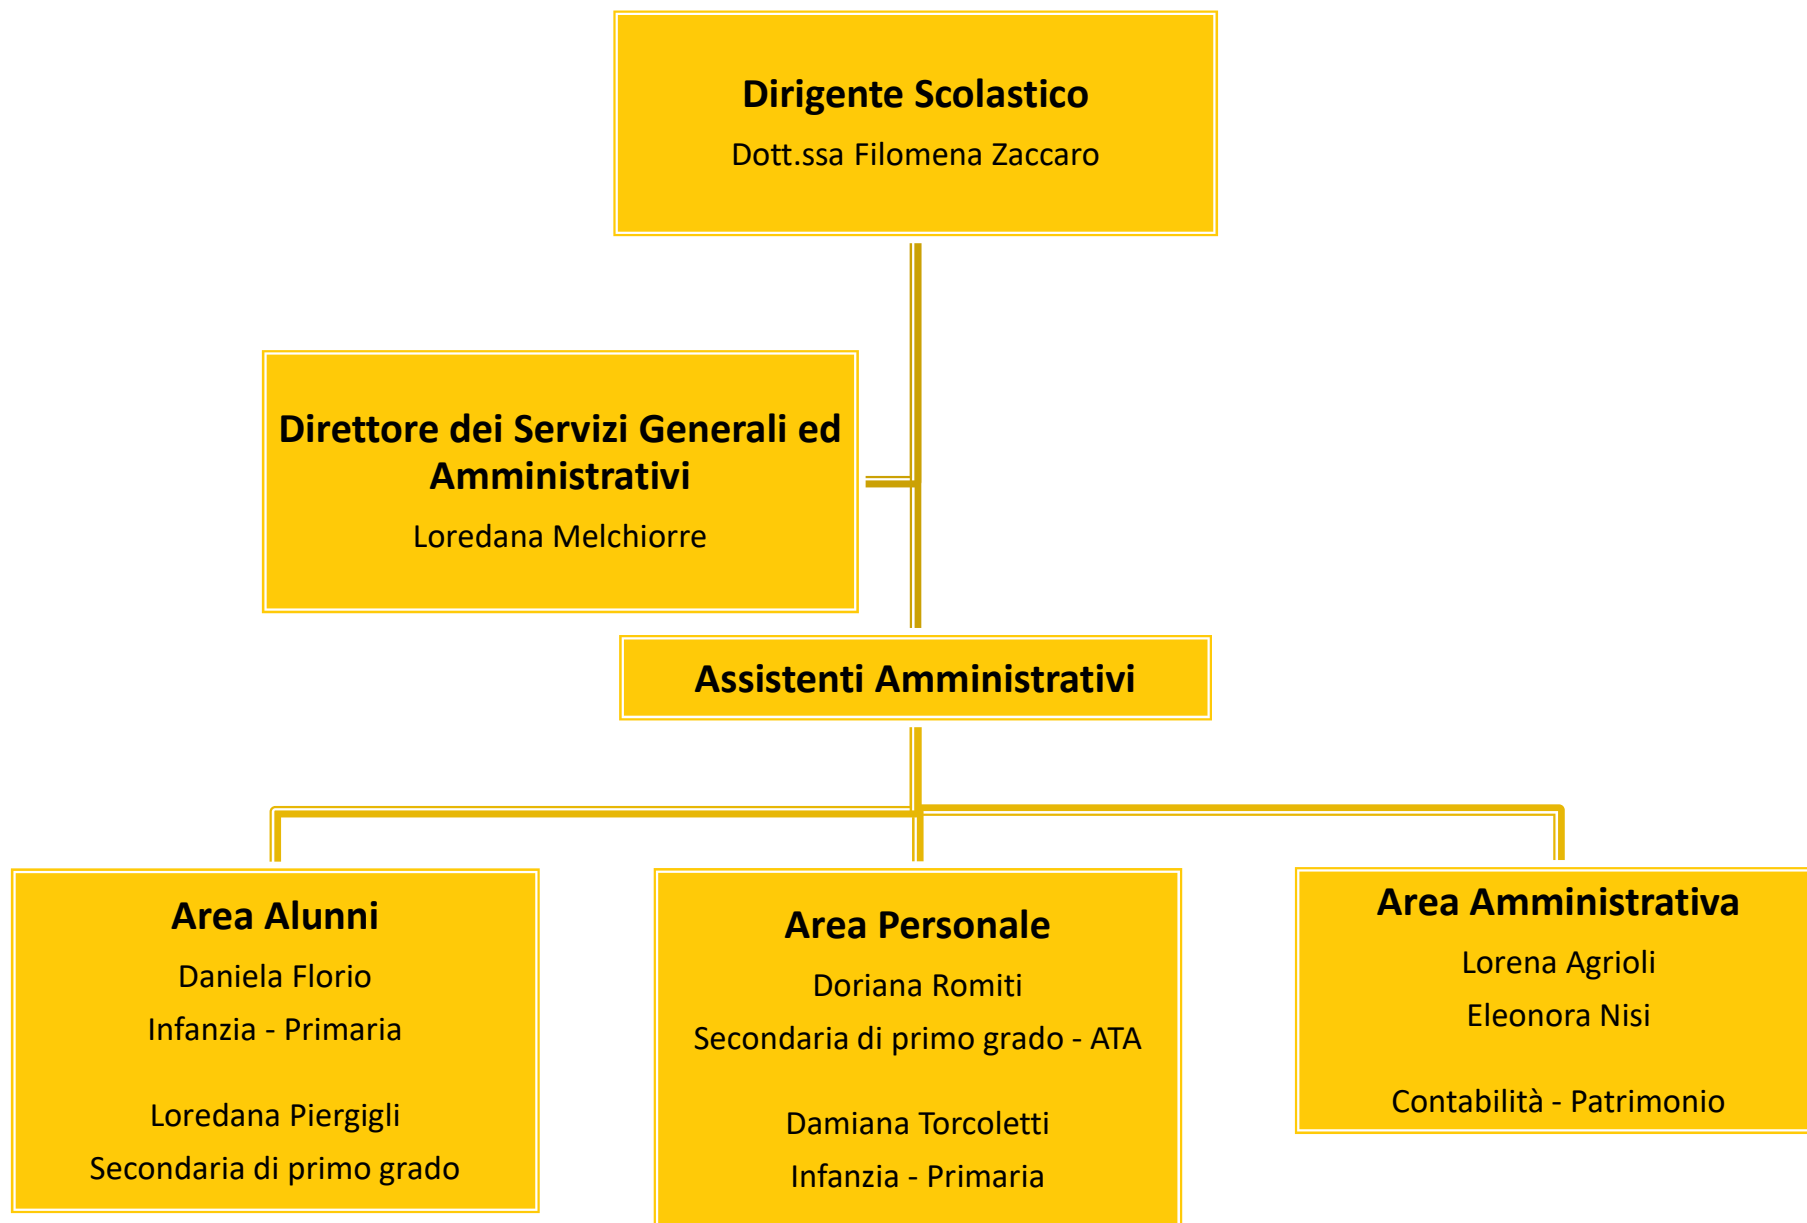 Dirigente Scolastico
Dott.ssa Filomena Zaccaro
Direttore dei Servizi Generali ed
Amministrativi
Loredana Melchiorre
Assistenti Amministrativi
Area Alunni
Daniela Florio
Infanzia - Primaria
Loredana Piergigli
Secondaria di primo grado
Area Personale
Doriana Romiti
Secondaria di primo grado - ATA
Damiana Torcoletti
Infanzia - Primaria
Area Amministrativa
Lorena Agrioli
Eleonora Nisi
Contabilità - Patrimonio